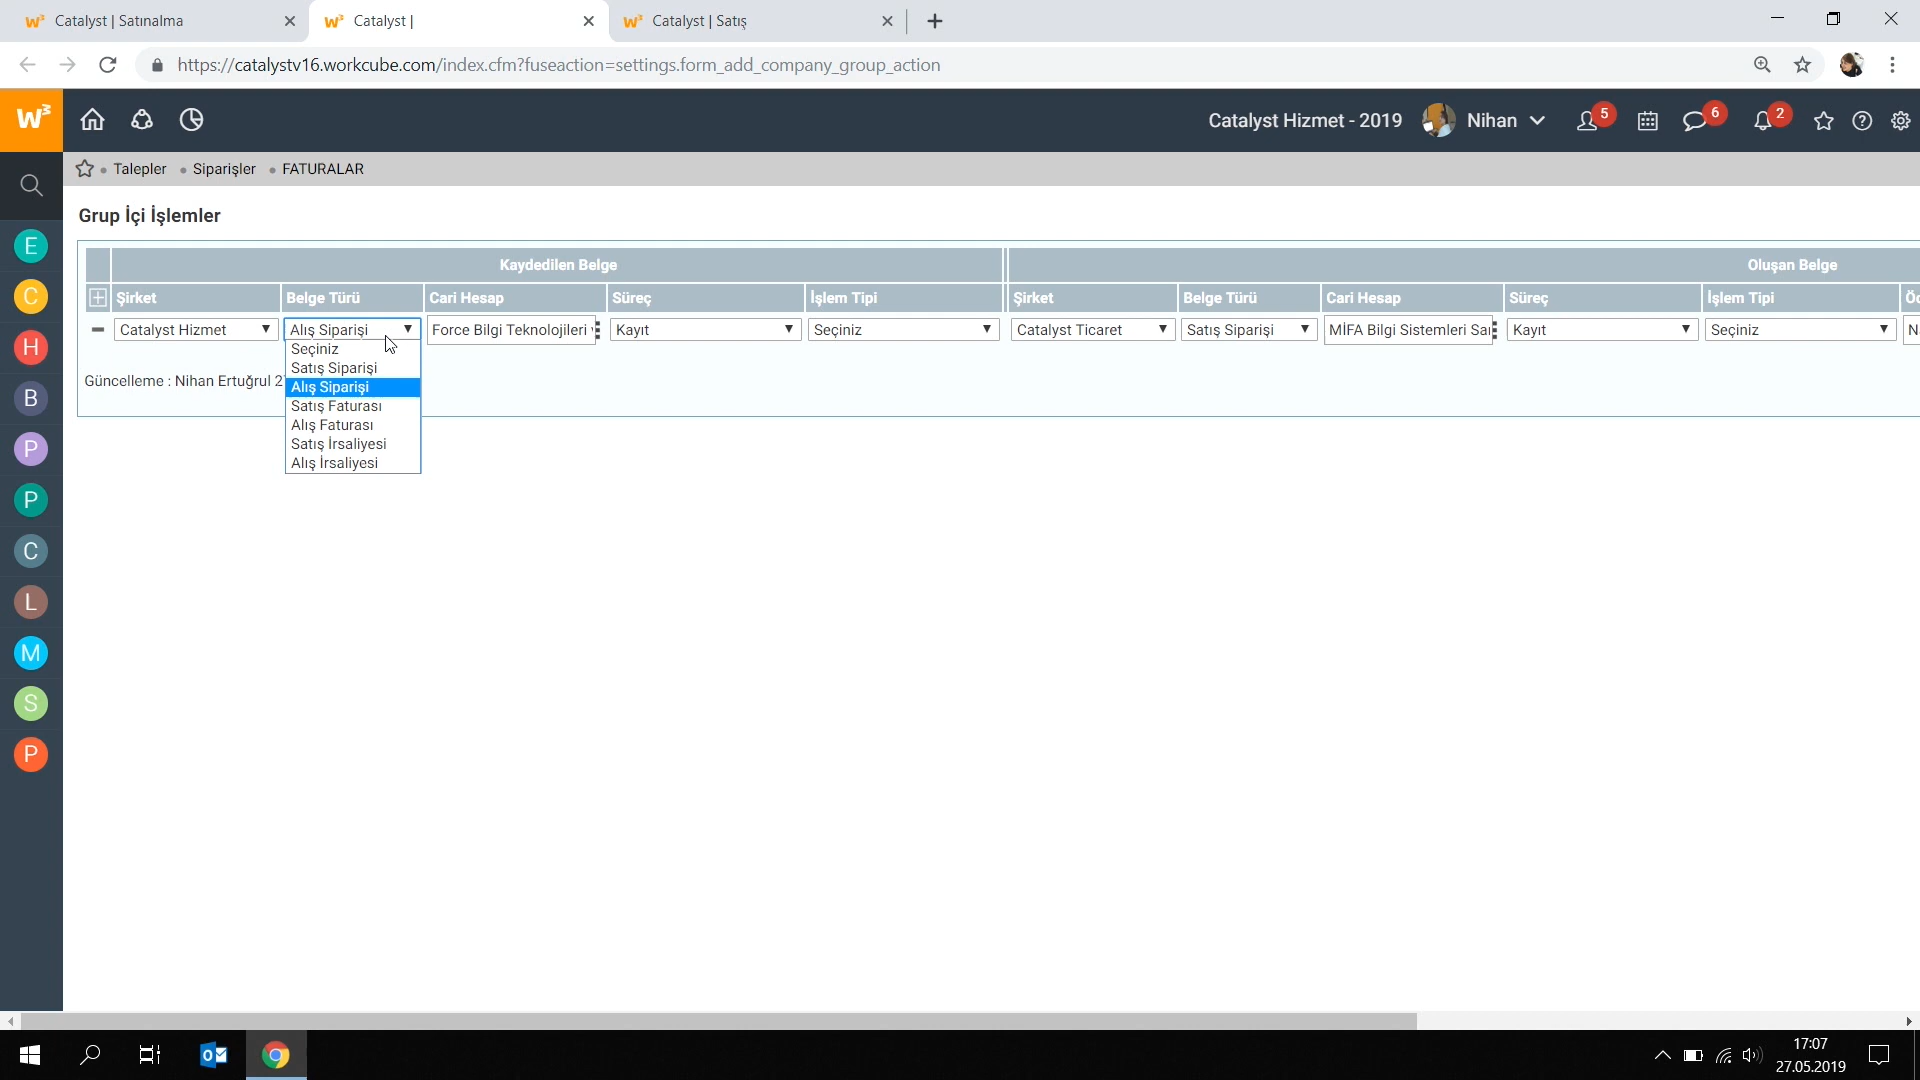 w³ Catalyst | Satınalma
w³ Catalyst |
w³ Catalyst | Satış
https://catalystv16.workcube.com/index.cfm?fuseaction=settings.form_add_company_group_action
w³ Catalyst Hizmet - 2019 Nihan 5 6 2
Talepler Siparişler FATURALAR
Grup İçi İşlemler
Kaydedilen Belge Oluşan Belge
Şirket Belge Türü Cari Hesap Süreç İşlem Tipi Şirket Belge Türü Cari Hesap Süreç İşlem Tipi
Catalyst Hizmet Alış Siparişi Force Bilgi Teknolojileri Kayıt Seçiniz Catalyst Ticaret Satış Siparişi MİFA Bilgi Sistemleri Kayıt Seçiniz
Seçiniz
Satış Siparişi
Alış Siparişi
Satış Faturası
Alış Faturası
Satış İrsaliyesi
Alış İrsaliyesi
Güncelleme : Nihan Ertuğrul
E
C
H
B
P
P
C
L
M
S
P
17:07
27.05.2019